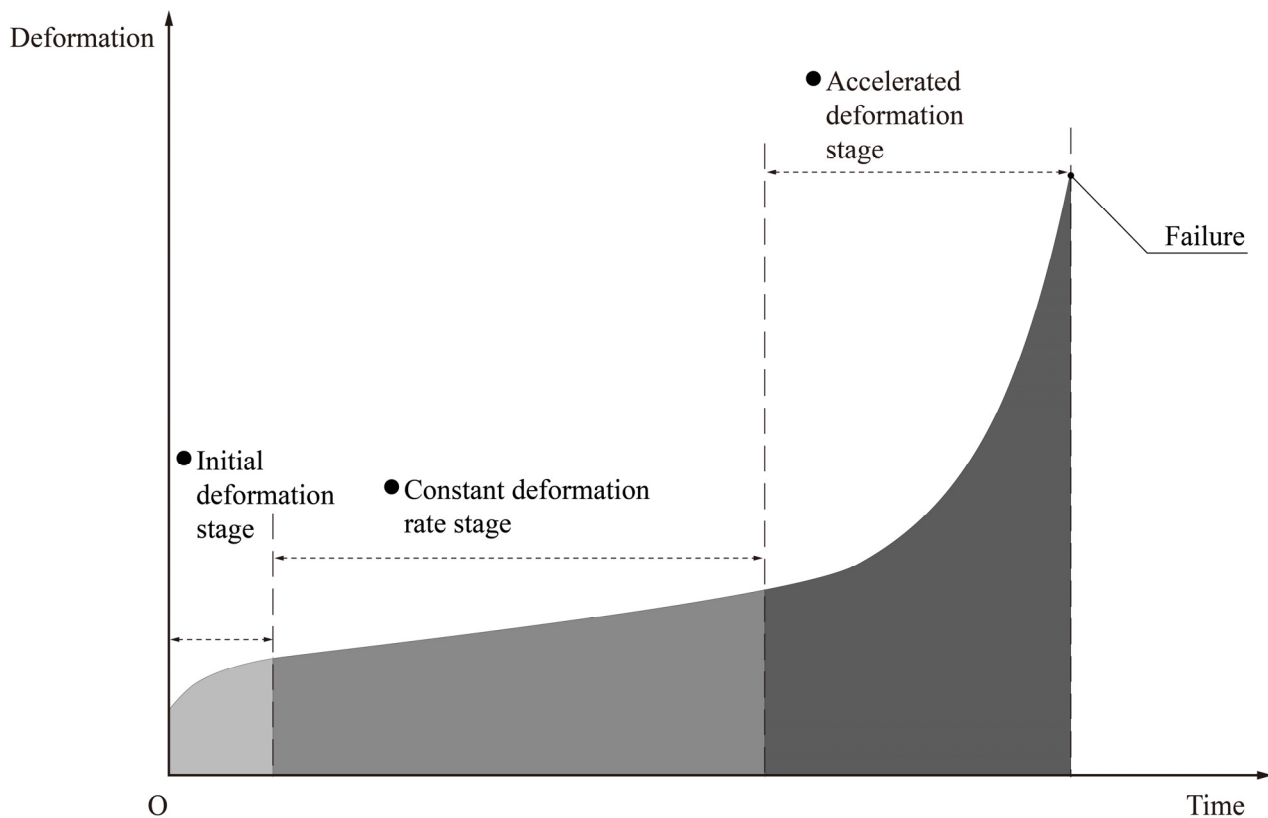 Deformation
● Accelerated
deformation
stage
Failure
● Initial
deformation
stage
● Constant deformation
rate stage
O
Time